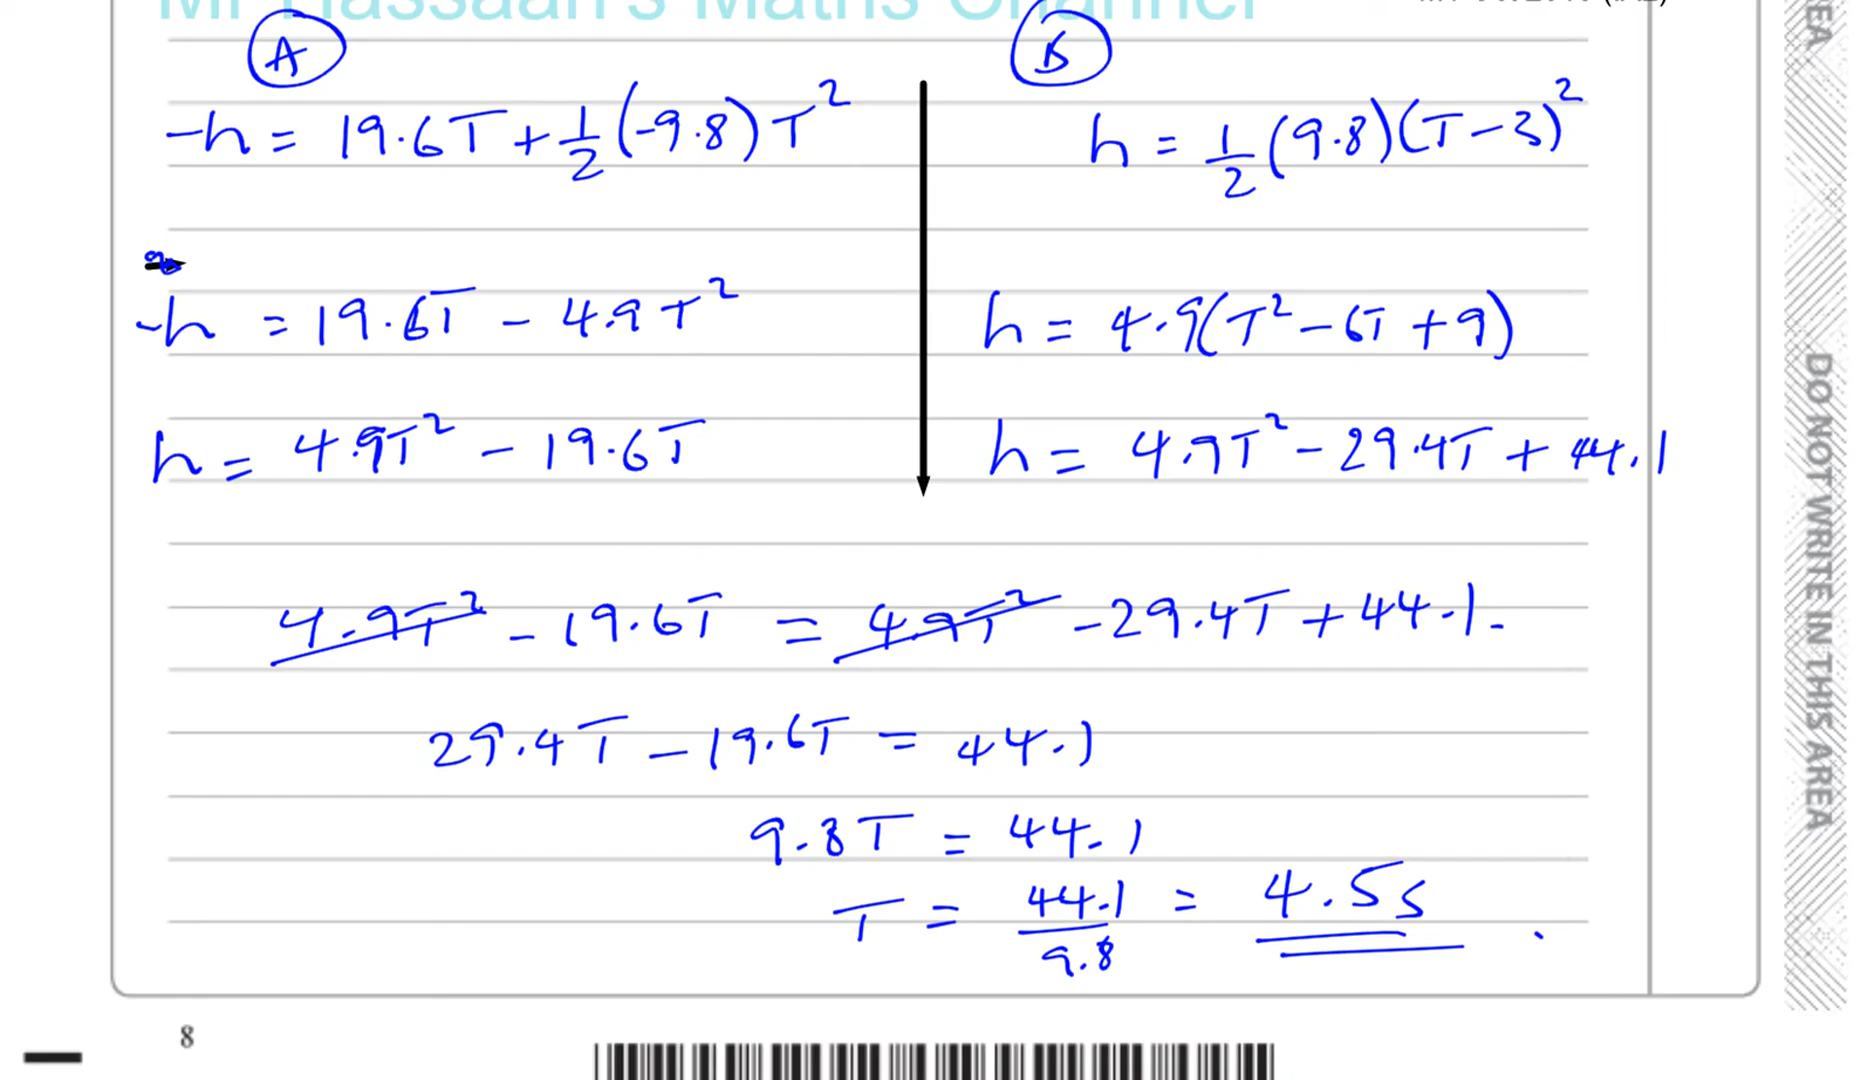 Mr Hassaan's Maths Channel
A
-h = 19.6T + 1/2 (-9.8) T²
-h = 19.6T - 4.9T²
h = 4.9T² - 19.6T
B
h = 1/2 (9.8)(T-3)²
h = 4.9(T² - 6T + 9)
h = 4.9T² - 29.4T + 44.1
4.9T² - 19.6T = 4.9T² - 29.4T + 44.1.
29.4T - 19.6T = 44.1
9.8T = 44.1
T = 44.1/9.8 = 4.5s
8
AREA
DO NOT WRITE IN THIS AREA